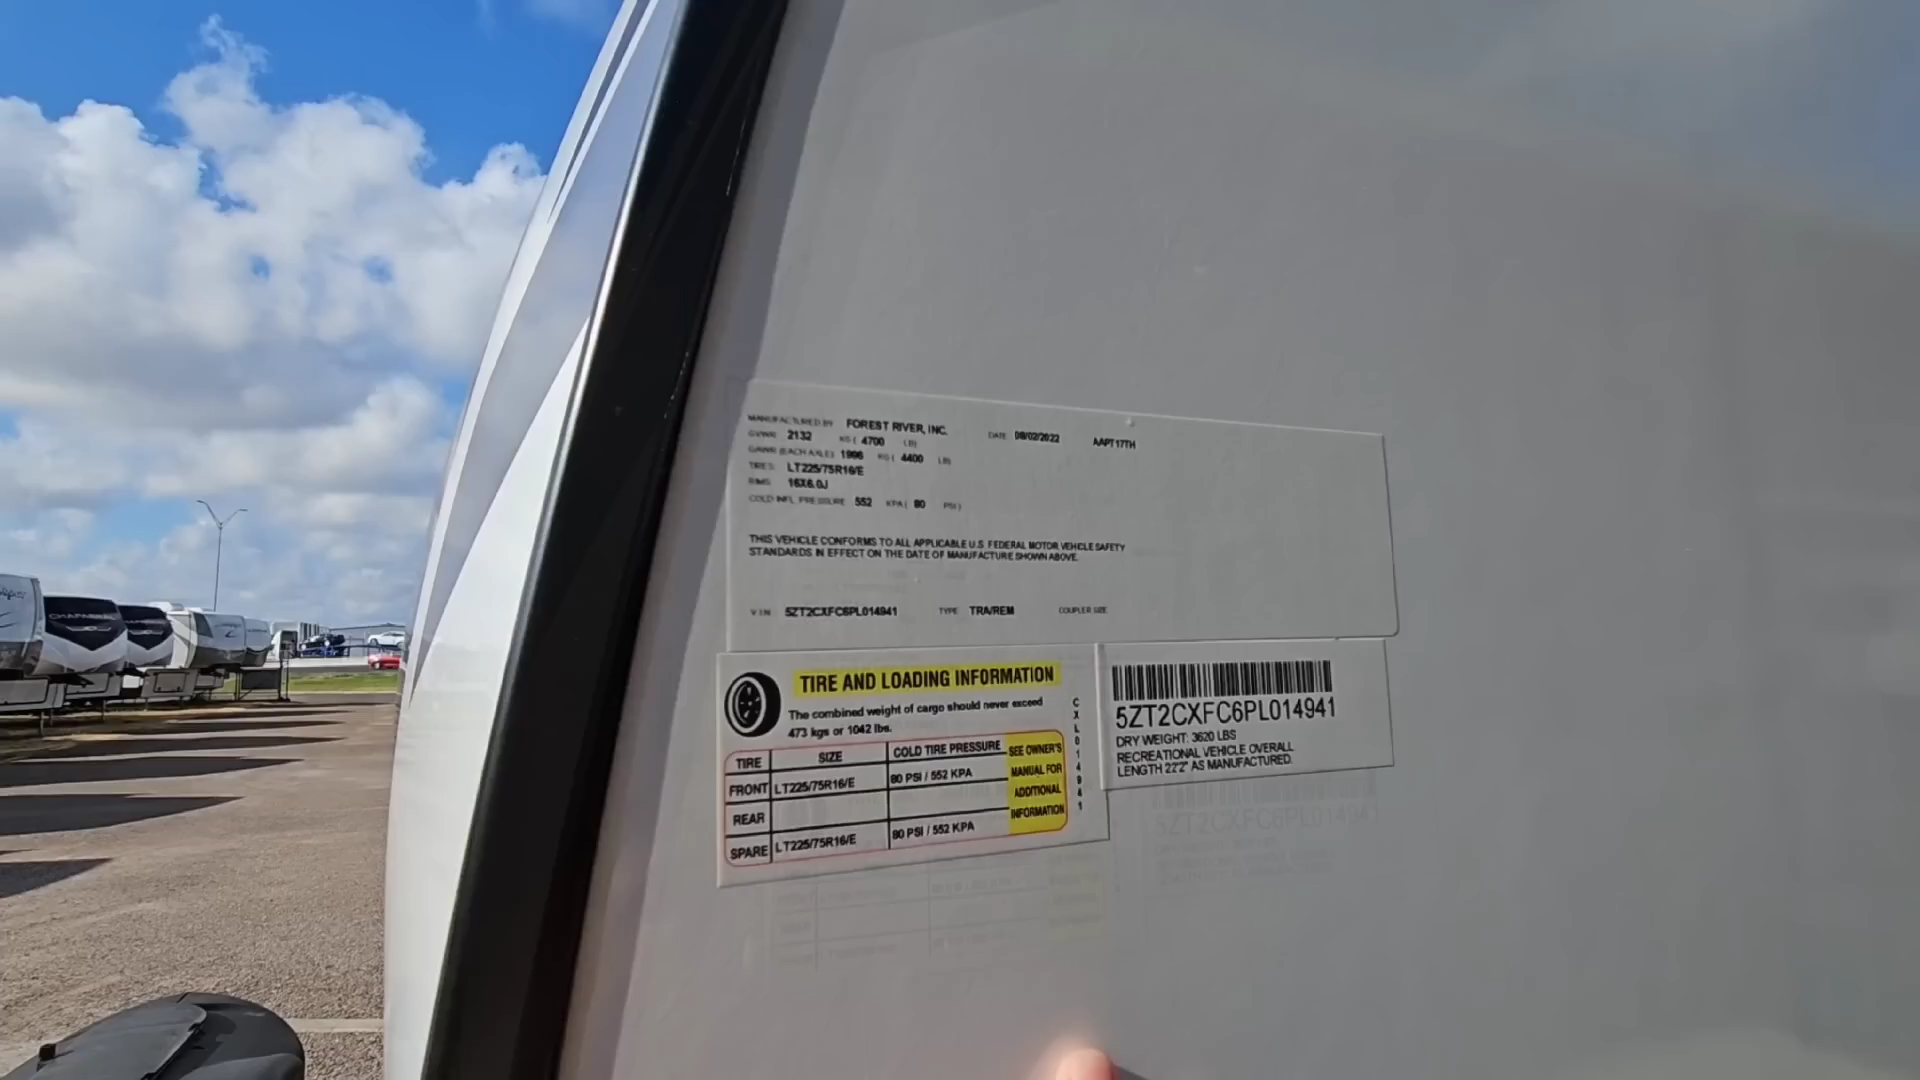 MANUFACTURED BY FOREST RIVER, INC. DATE 08/02/2022 AAPT17TH
GVWR 2132 KG ( 4700 LB)
GAWR (EACH AXLE) 1996 KG ( 4400 LB)
TIRES LT225/75R16/E
RIMS 16X6.0J
COLD INFL. PRESSURE 552 KPA ( 80 PSI)
THIS VEHICLE CONFORMS TO ALL APPLICABLE U.S. FEDERAL MOTOR VEHICLE SAFETY
STANDARDS IN EFFECT ON THE DATE OF MANUFACTURE SHOWN ABOVE.
V I N 5ZT2CXFC6PL014941 TYPE TRA/REM COUPLER SIZE
TIRE AND LOADING INFORMATION
The combined weight of cargo should never exceed
473 kgs or 1042 lbs.
TIRE SIZE COLD TIRE PRESSURE
FRONT LT225/75R16/E 80 PSI / 552 KPA
REAR
SPARE LT225/75R16/E 80 PSI / 552 KPA
SEE OWNER'S
MANUAL FOR
ADDITIONAL
INFORMATION
CXL014941
5ZT2CXFC6PL014941
DRY WEIGHT: 3620 LBS
RECREATIONAL VEHICLE OVERALL
LENGTH 22'2" AS MANUFACTURED.
CHAPARRAL